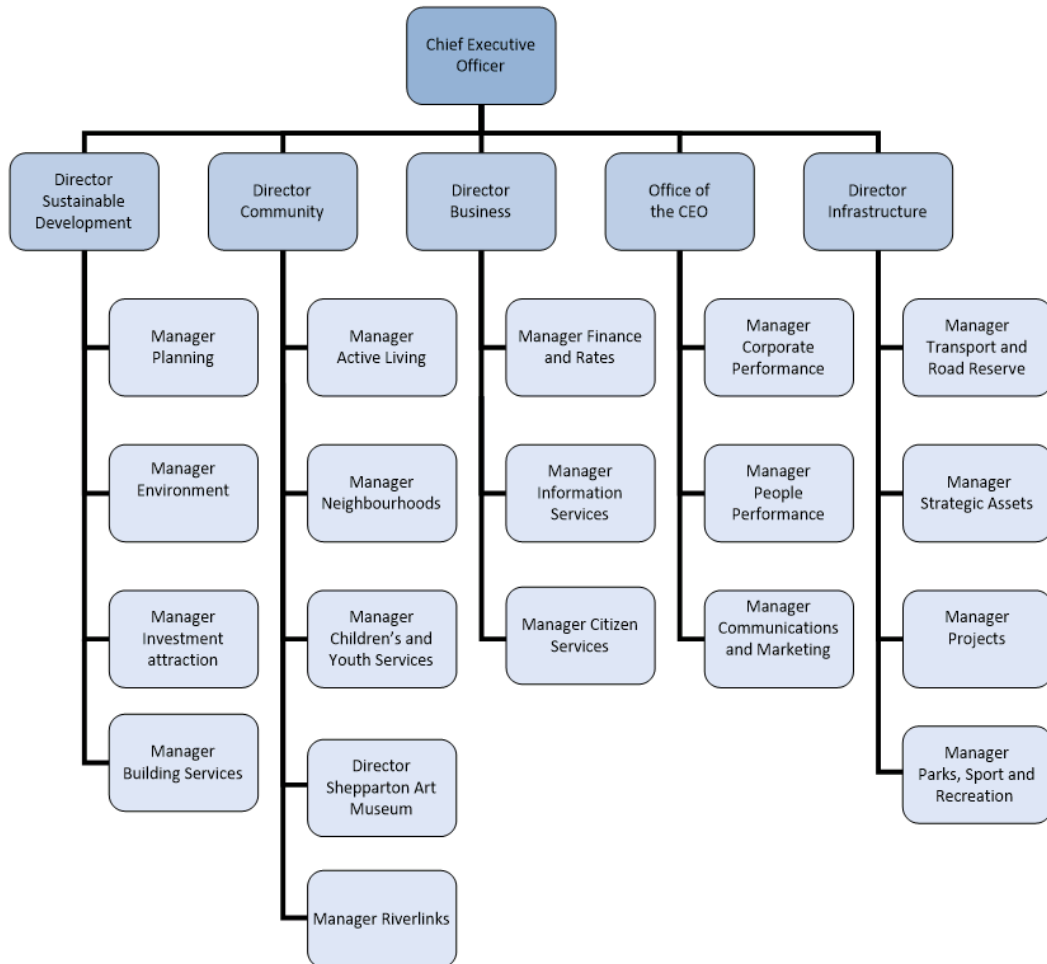 Chief Executive
Officer
Director
Sustainable
Development
Director
Community
Director
Business
Office of
the CEO
Director
Infrastructure
Manager
Planning
Manager
Active Living
Manager Finance
and Rates
Manager
Corporate
Performance
Manager
Transport and
Road Reserve
Manager
Environment
Manager
Neighbourhoods
Manager
Information
Services
Manager
People
Performance
Manager
Strategic Assets
Manager
Investment
attraction
Manager
Children’s and
Youth Services
Manager Citizen
Services
Manager
Communications
and Marketing
Manager
Projects
Manager
Building Services
Director
Shepparton Art
Museum
Manager
Parks, Sport and
Recreation
Manager Riverlinks